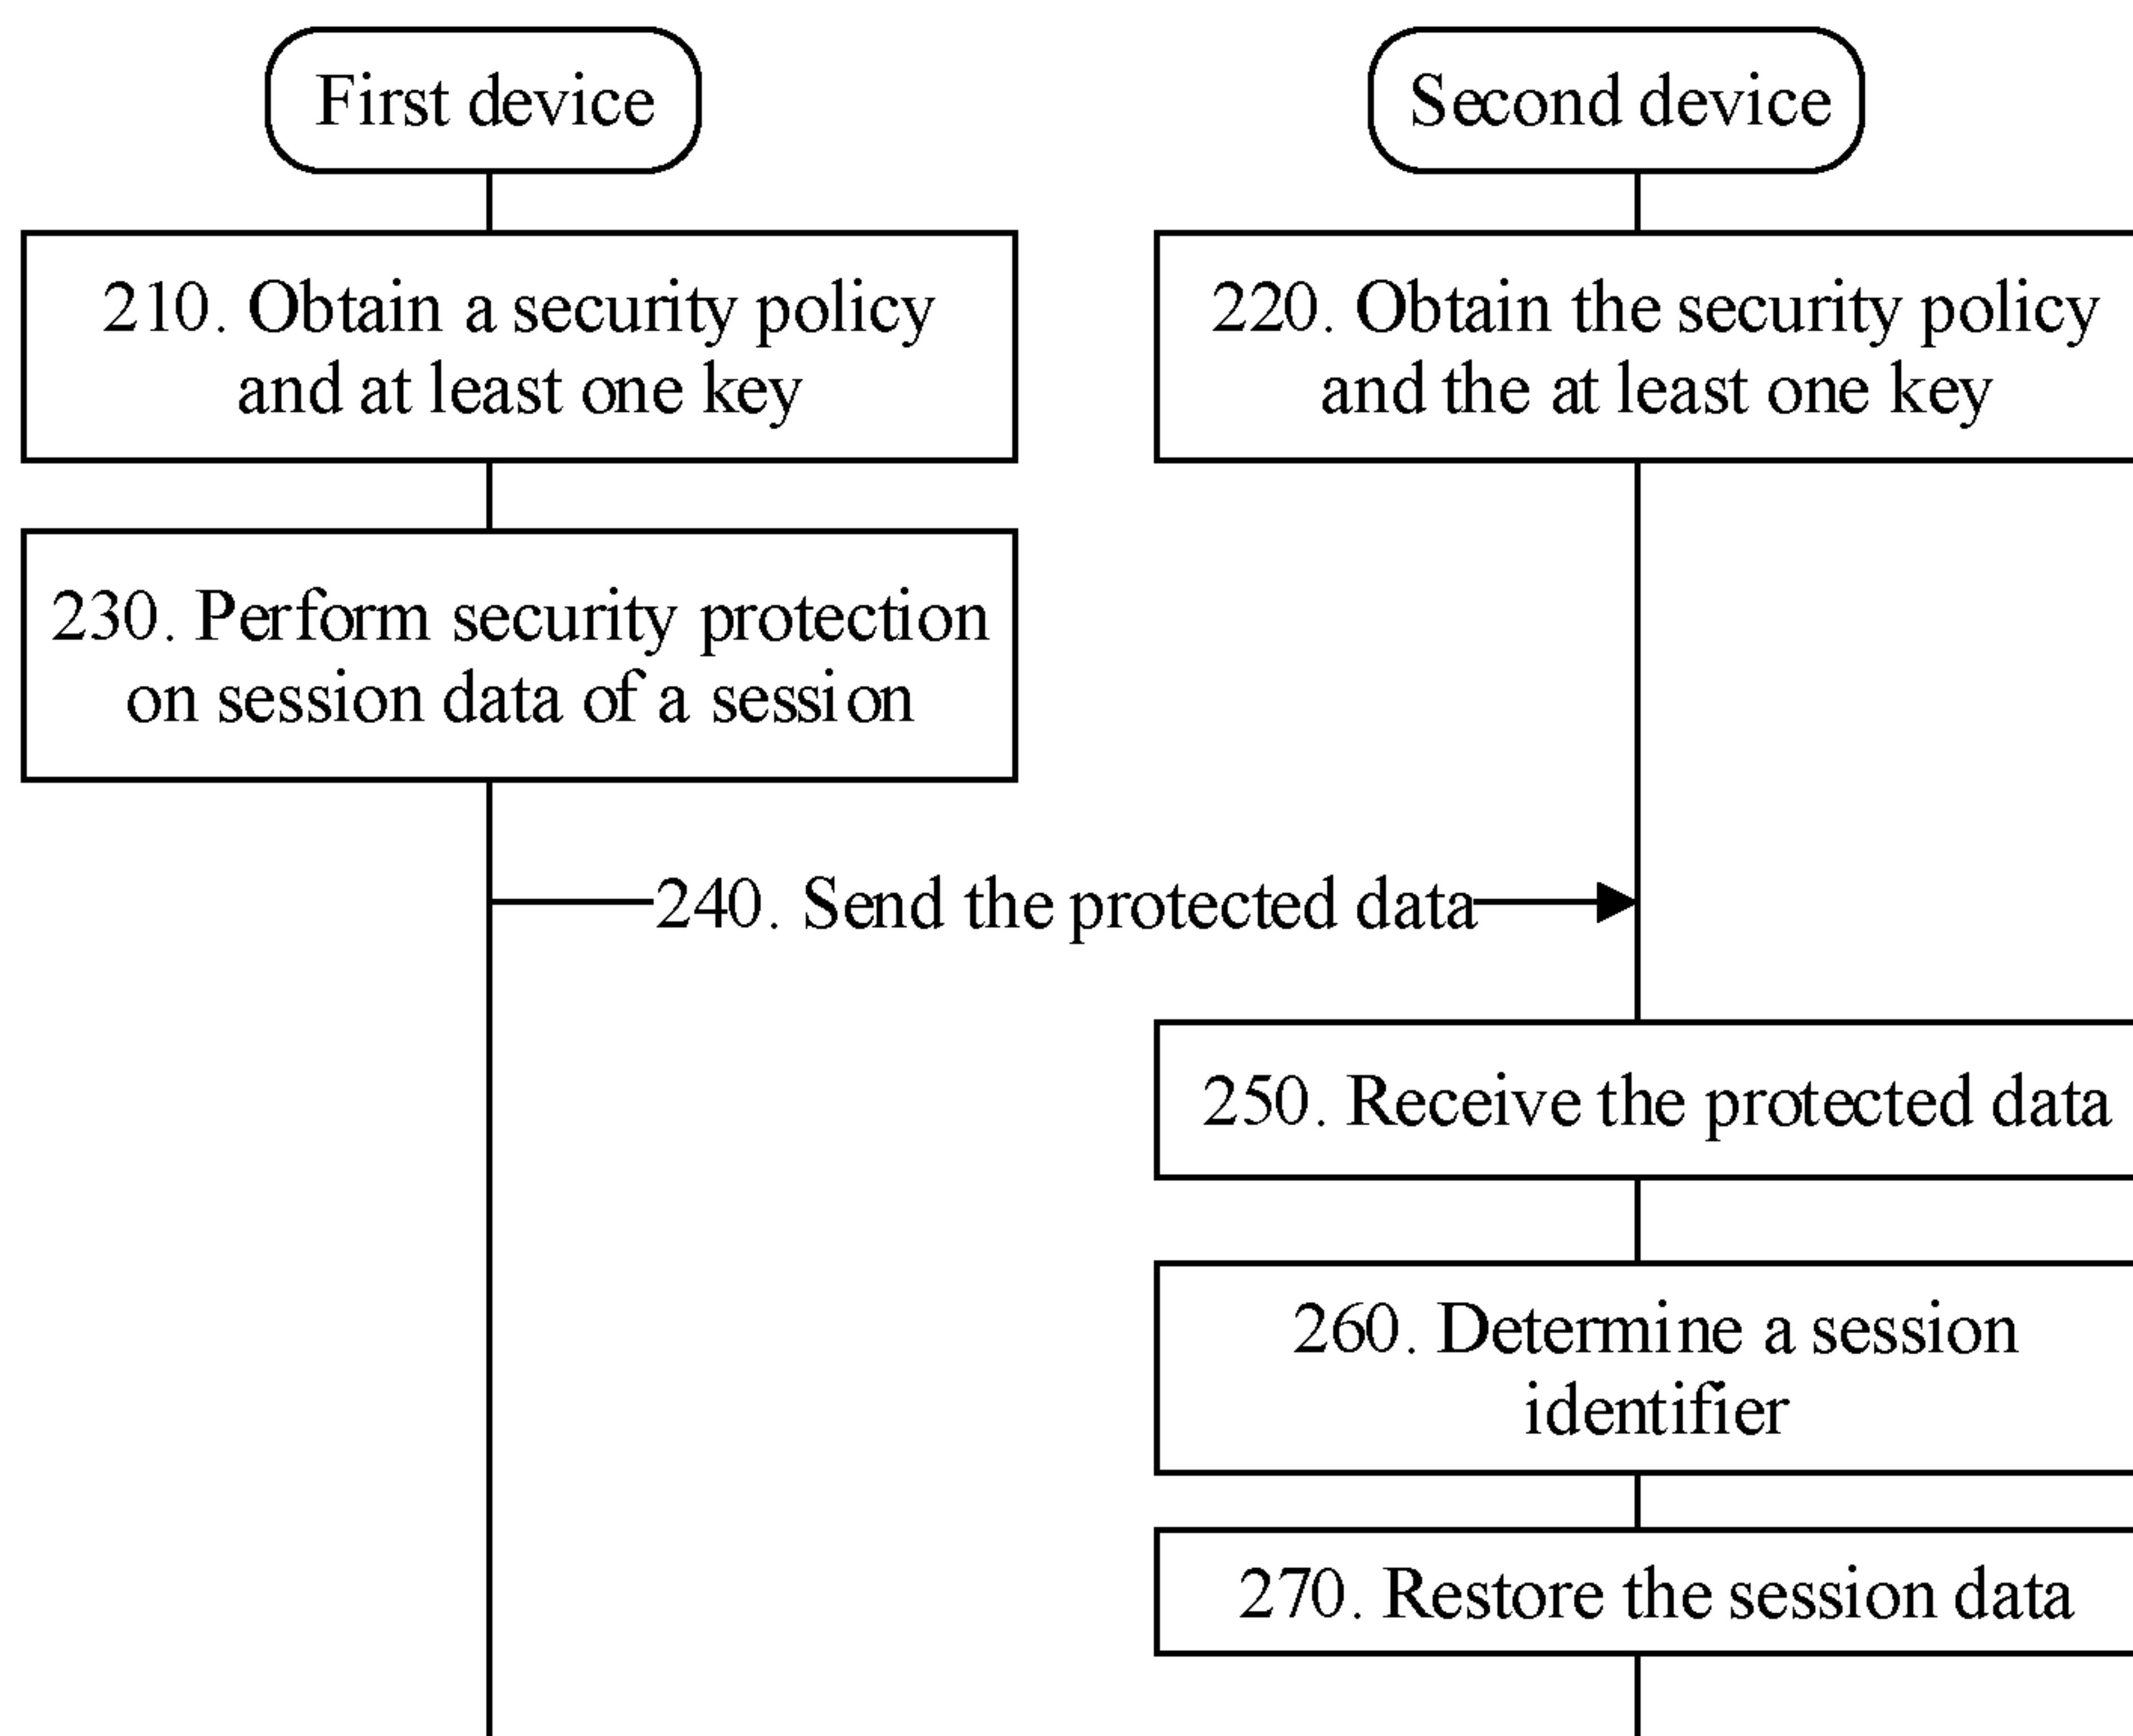 First device
Second device
210. Obtain a security policy
and at least one key
220. Obtain the security policy
and the at least one key
230. Perform security protection
on session data of a session
240. Send the protected data
250. Receive the protected data
260. Determine a session
identifier
270. Restore the session data